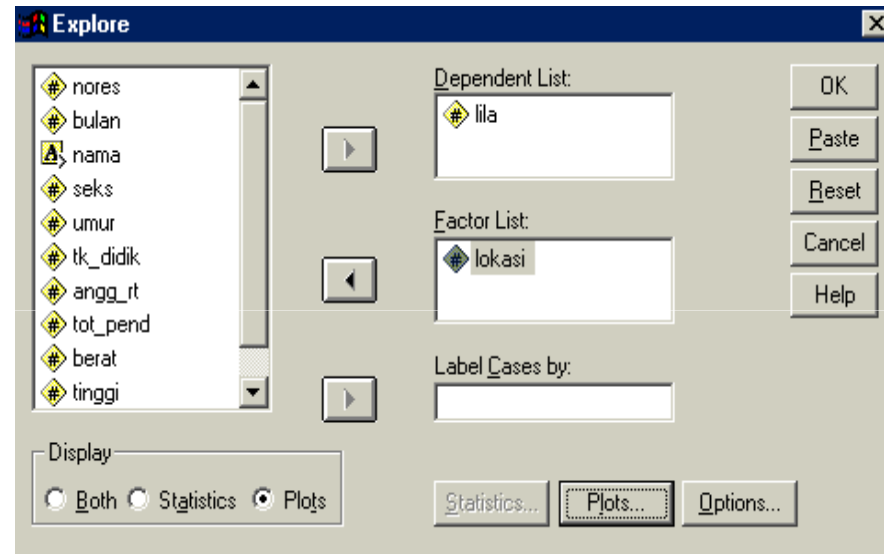 Explore
nores
bulan
nama
seks
umur
tk_didik
angg_rt
tot_pend
berat
tinggi
Display
Both Statistics Plots
Dependent List:
lila
Factor List:
lokasi
Label Cases by:
Statistics... Plots... Options...
OK
Paste
Reset
Cancel
Help